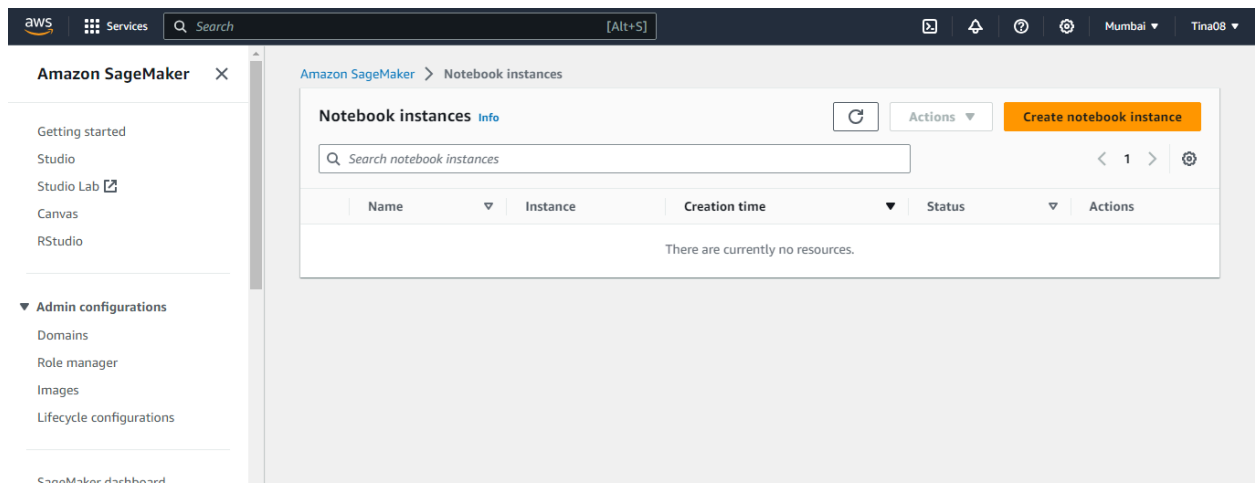 aws Services Search [Alt+S] Mumbai ▼ Tina08 ▼
Amazon SageMaker
Getting started
Studio
Studio Lab
Canvas
RStudio
Admin configurations
Domains
Role manager
Images
Lifecycle configurations
SageMaker dashboard
Amazon SageMaker > Notebook instances
Notebook instances Info Actions ▼ Create notebook instance
Search notebook instances < 1 >
Name Instance Creation time Status Actions
There are currently no resources.